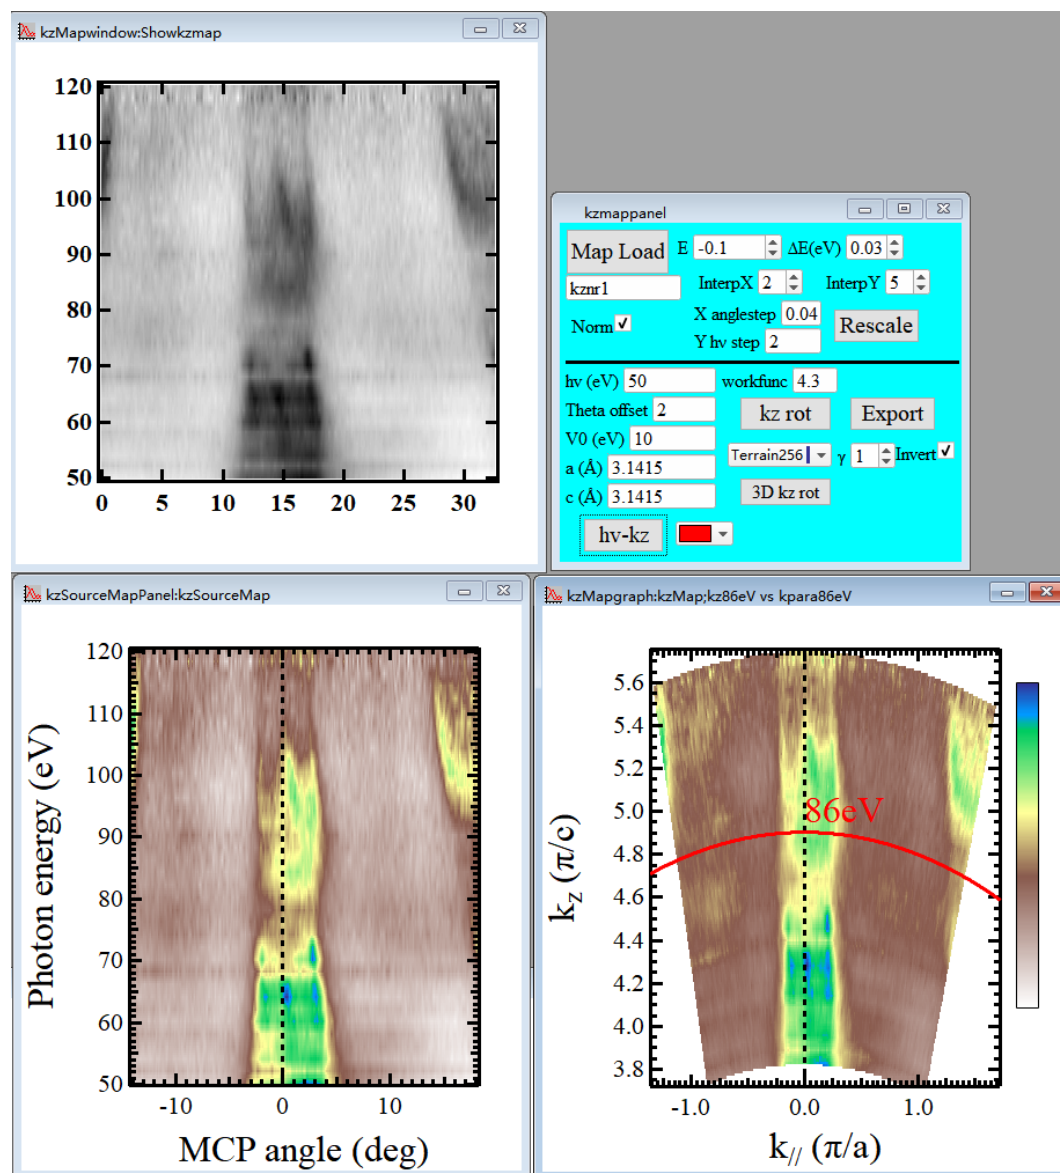 kzMapwindow:Showkzmap
120
110
100
90
80
70
60
50
0 5 10 15 20 25 30
kzmappanel
Map Load E -0.1 ΔE(eV) 0.03
kznr1 InterpX 2 InterpY 5
Norm X anglestep 0.04 Rescale
Y hv step 2
hv (eV) 50 workfunc 4.3
Theta offset 2 kz rot Export
V0 (eV) 10
Terrain256 γ 1 Invert
a (Å) 3.1415
c (Å) 3.1415 3D kz rot
hv-kz
kzSourceMapPanel:kzSourceMap
Photon energy (eV)
120
110
100
90
80
70
60
50
-10 0 10
MCP angle (deg)
kzMapgraph:kzMap;kz86eV vs kpara86eV
kz (π/c)
5.6
5.4
5.2
5.0
4.8
4.6
4.4
4.2
4.0
3.8
86eV
-1.0 0.0 1.0
k// (π/a)